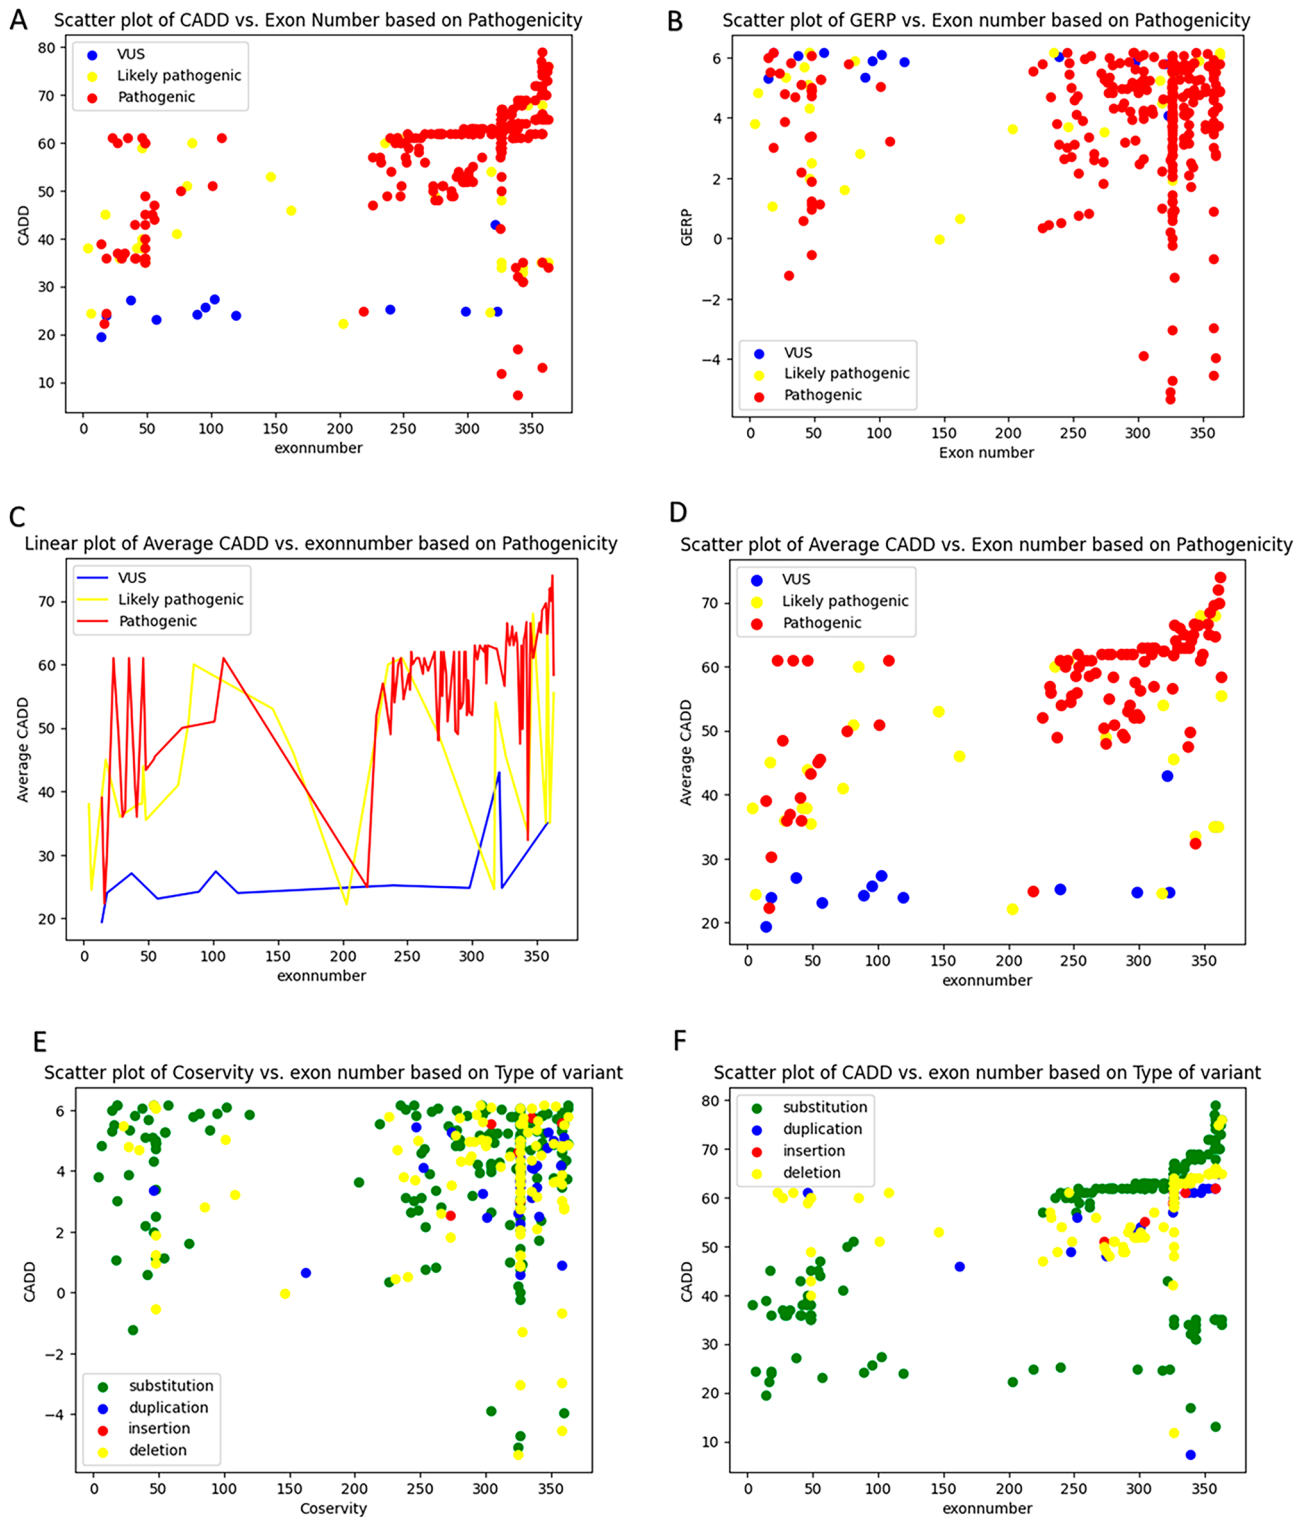 A
Scatter plot of CADD vs. Exon Number based on Pathogenicity
VUS
Likely pathogenic
Pathogenic
80
70
60
50
40
30
20
10
CADD
0 50 100 150 200 250 300 350
exonnumber
B
Scatter plot of GERP vs. Exon number based on Pathogenicity
6
4
2
0
−2
−4
GERP
VUS
Likely pathogenic
Pathogenic
0 50 100 150 200 250 300 350
Exon number
C
Linear plot of Average CADD vs. exonnumber based on Pathogenicity
VUS
Likely pathogenic
Pathogenic
70
60
50
40
30
20
Average CADD
0 50 100 150 200 250 300 350
exonnumber
D
Scatter plot of Average CADD vs. Exon number based on Pathogenicity
VUS
Likely pathogenic
Pathogenic
70
60
50
40
30
20
Average CADD
0 50 100 150 200 250 300 350
exonnumber
E
Scatter plot of Coservity vs. exon number based on Type of variant
6
4
2
0
−2
−4
CADD
substitution
duplication
insertion
deletion
0 50 100 150 200 250 300 350
Coservity
F
Scatter plot of CADD vs. exon number based on Type of variant
substitution
duplication
insertion
deletion
80
70
60
50
40
30
20
10
CADD
0 50 100 150 200 250 300 350
exonnumber